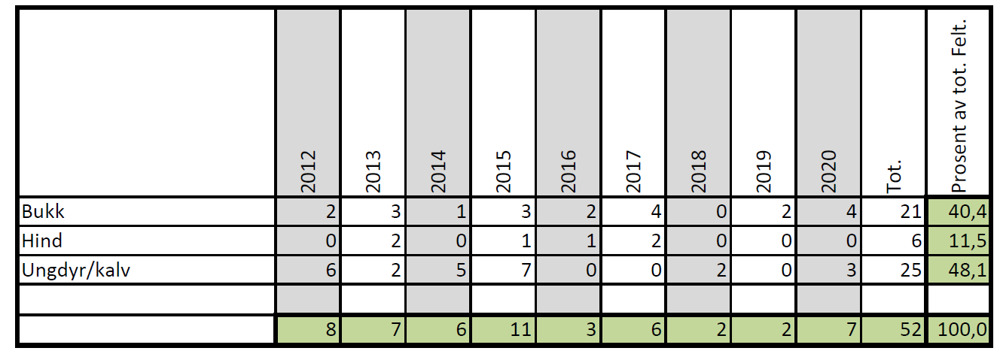 2012 2013 2014 2015 2016 2017 2018 2019 2020 Tot. Prosent av tot. Felt.
Bukk 2 3 1 3 2 4 0 2 4 21 40,4
Hind 0 2 0 1 1 2 0 0 0 6 11,5
Ungdyr/kalv 6 2 5 7 0 0 2 0 3 25 48,1
8 7 6 11 3 6 2 2 7 52 100,0